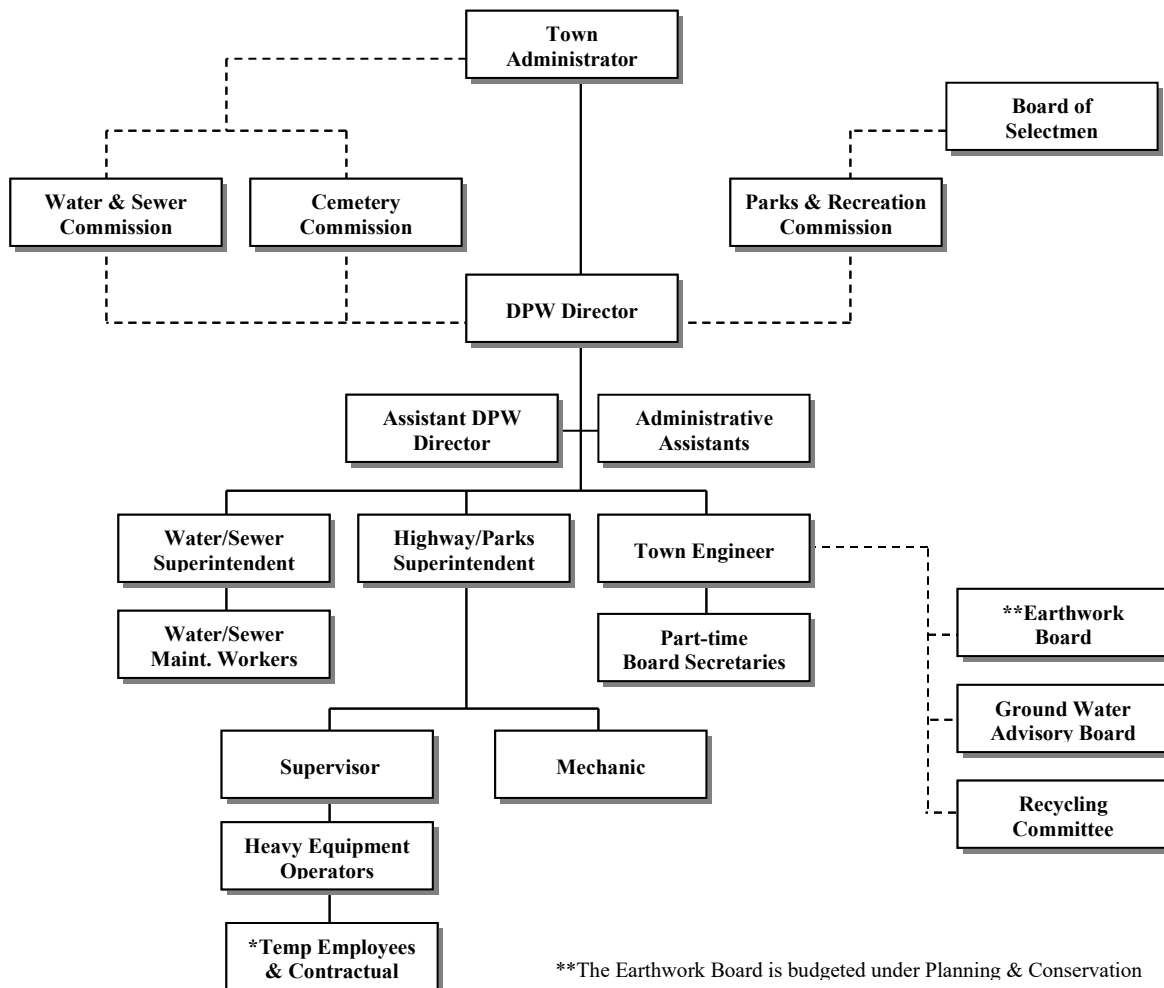 Town
Administrator
Board of
Selectmen
Water & Sewer
Commission
Cemetery
Commission
Parks & Recreation
Commission
DPW Director
Assistant DPW
Director
Administrative
Assistants
Water/Sewer
Superintendent
Highway/Parks
Superintendent
Town Engineer
Water/Sewer
Maint. Workers
Part-time
Board Secretaries
**Earthwork
Board
Ground Water
Advisory Board
Recycling
Committee
Supervisor
Mechanic
Heavy Equipment
Operators
*Temp Employees
& Contractual
**The Earthwork Board is budgeted under Planning & Conservation